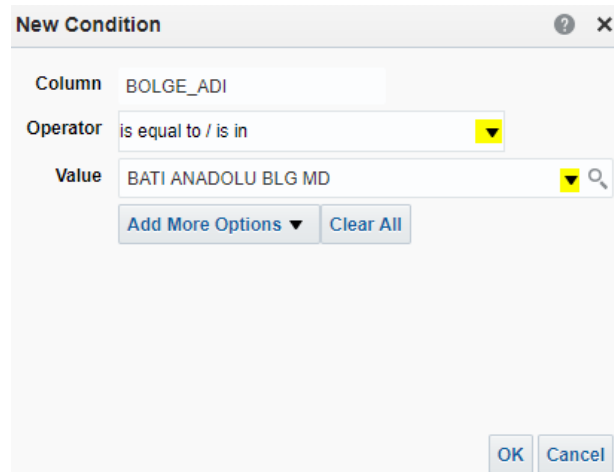 New Condition
Column BOLGE_ADI
Operator is equal to / is in
Value BATI ANADOLU BLG MD
Add More Options Clear All
OK Cancel